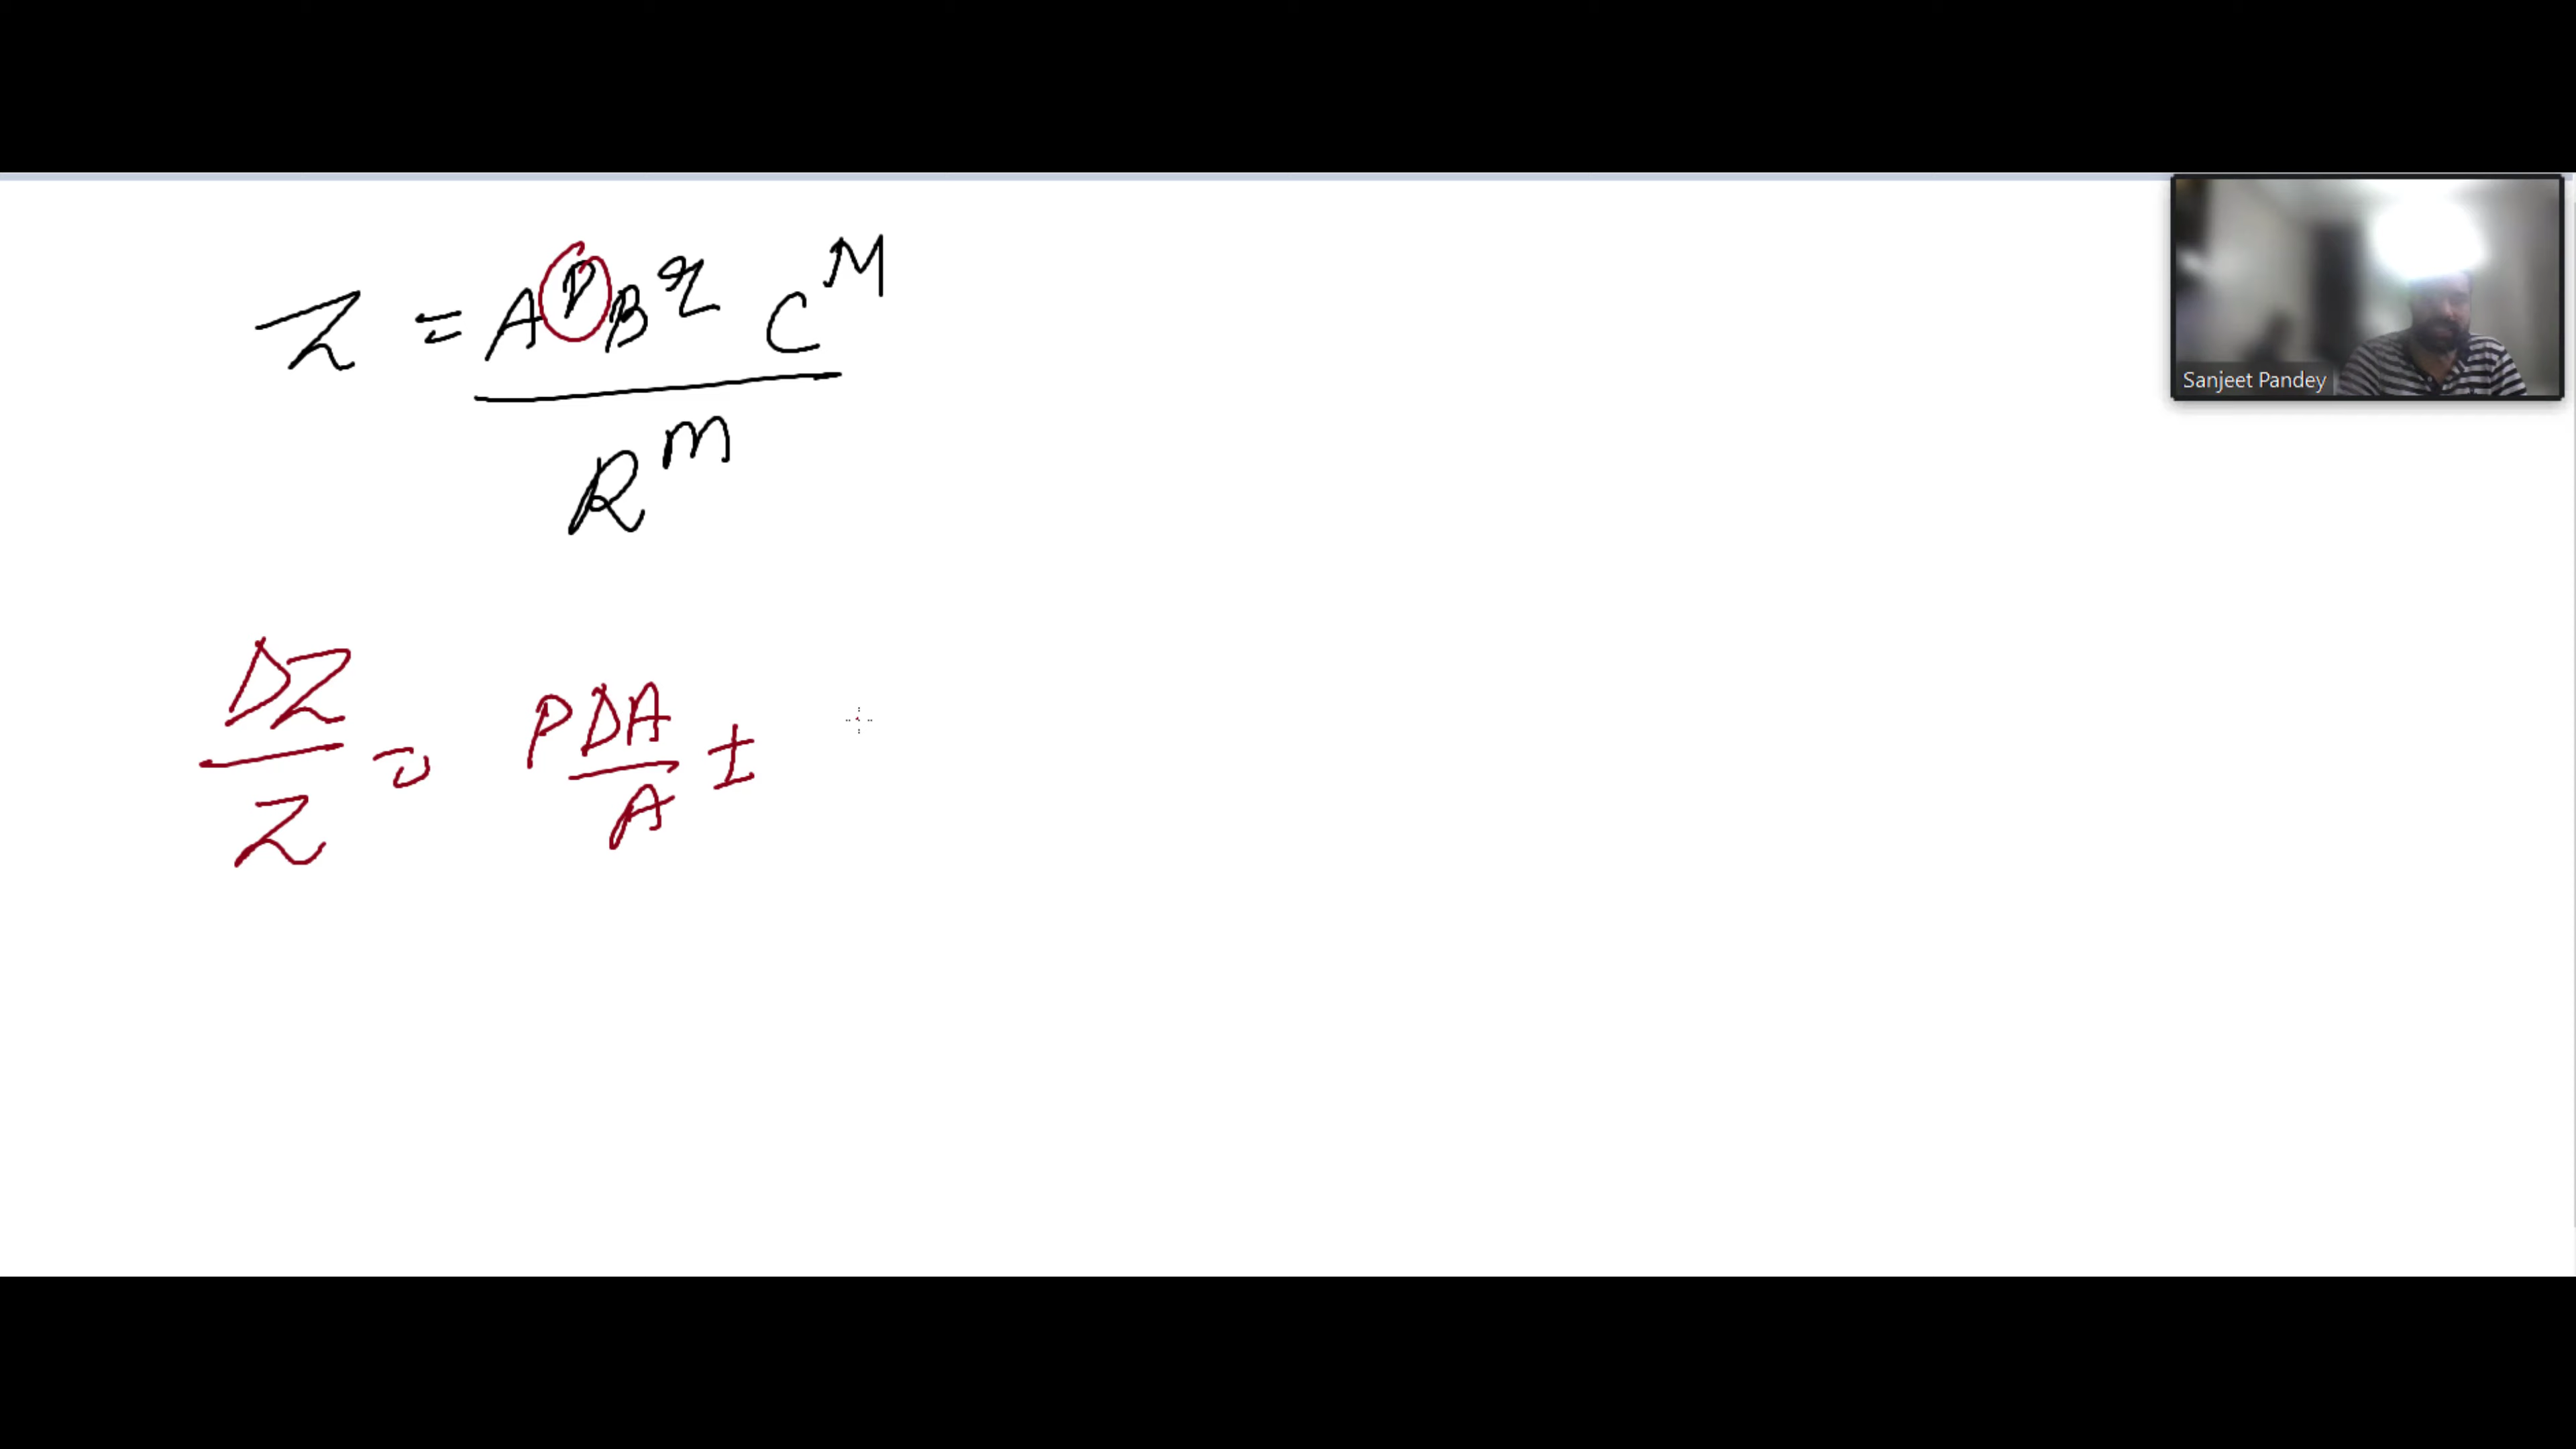 Z = A^P B^q C^M
R^m
Sanjeet Pandey
ΔZ / Z = PΔA / A ±